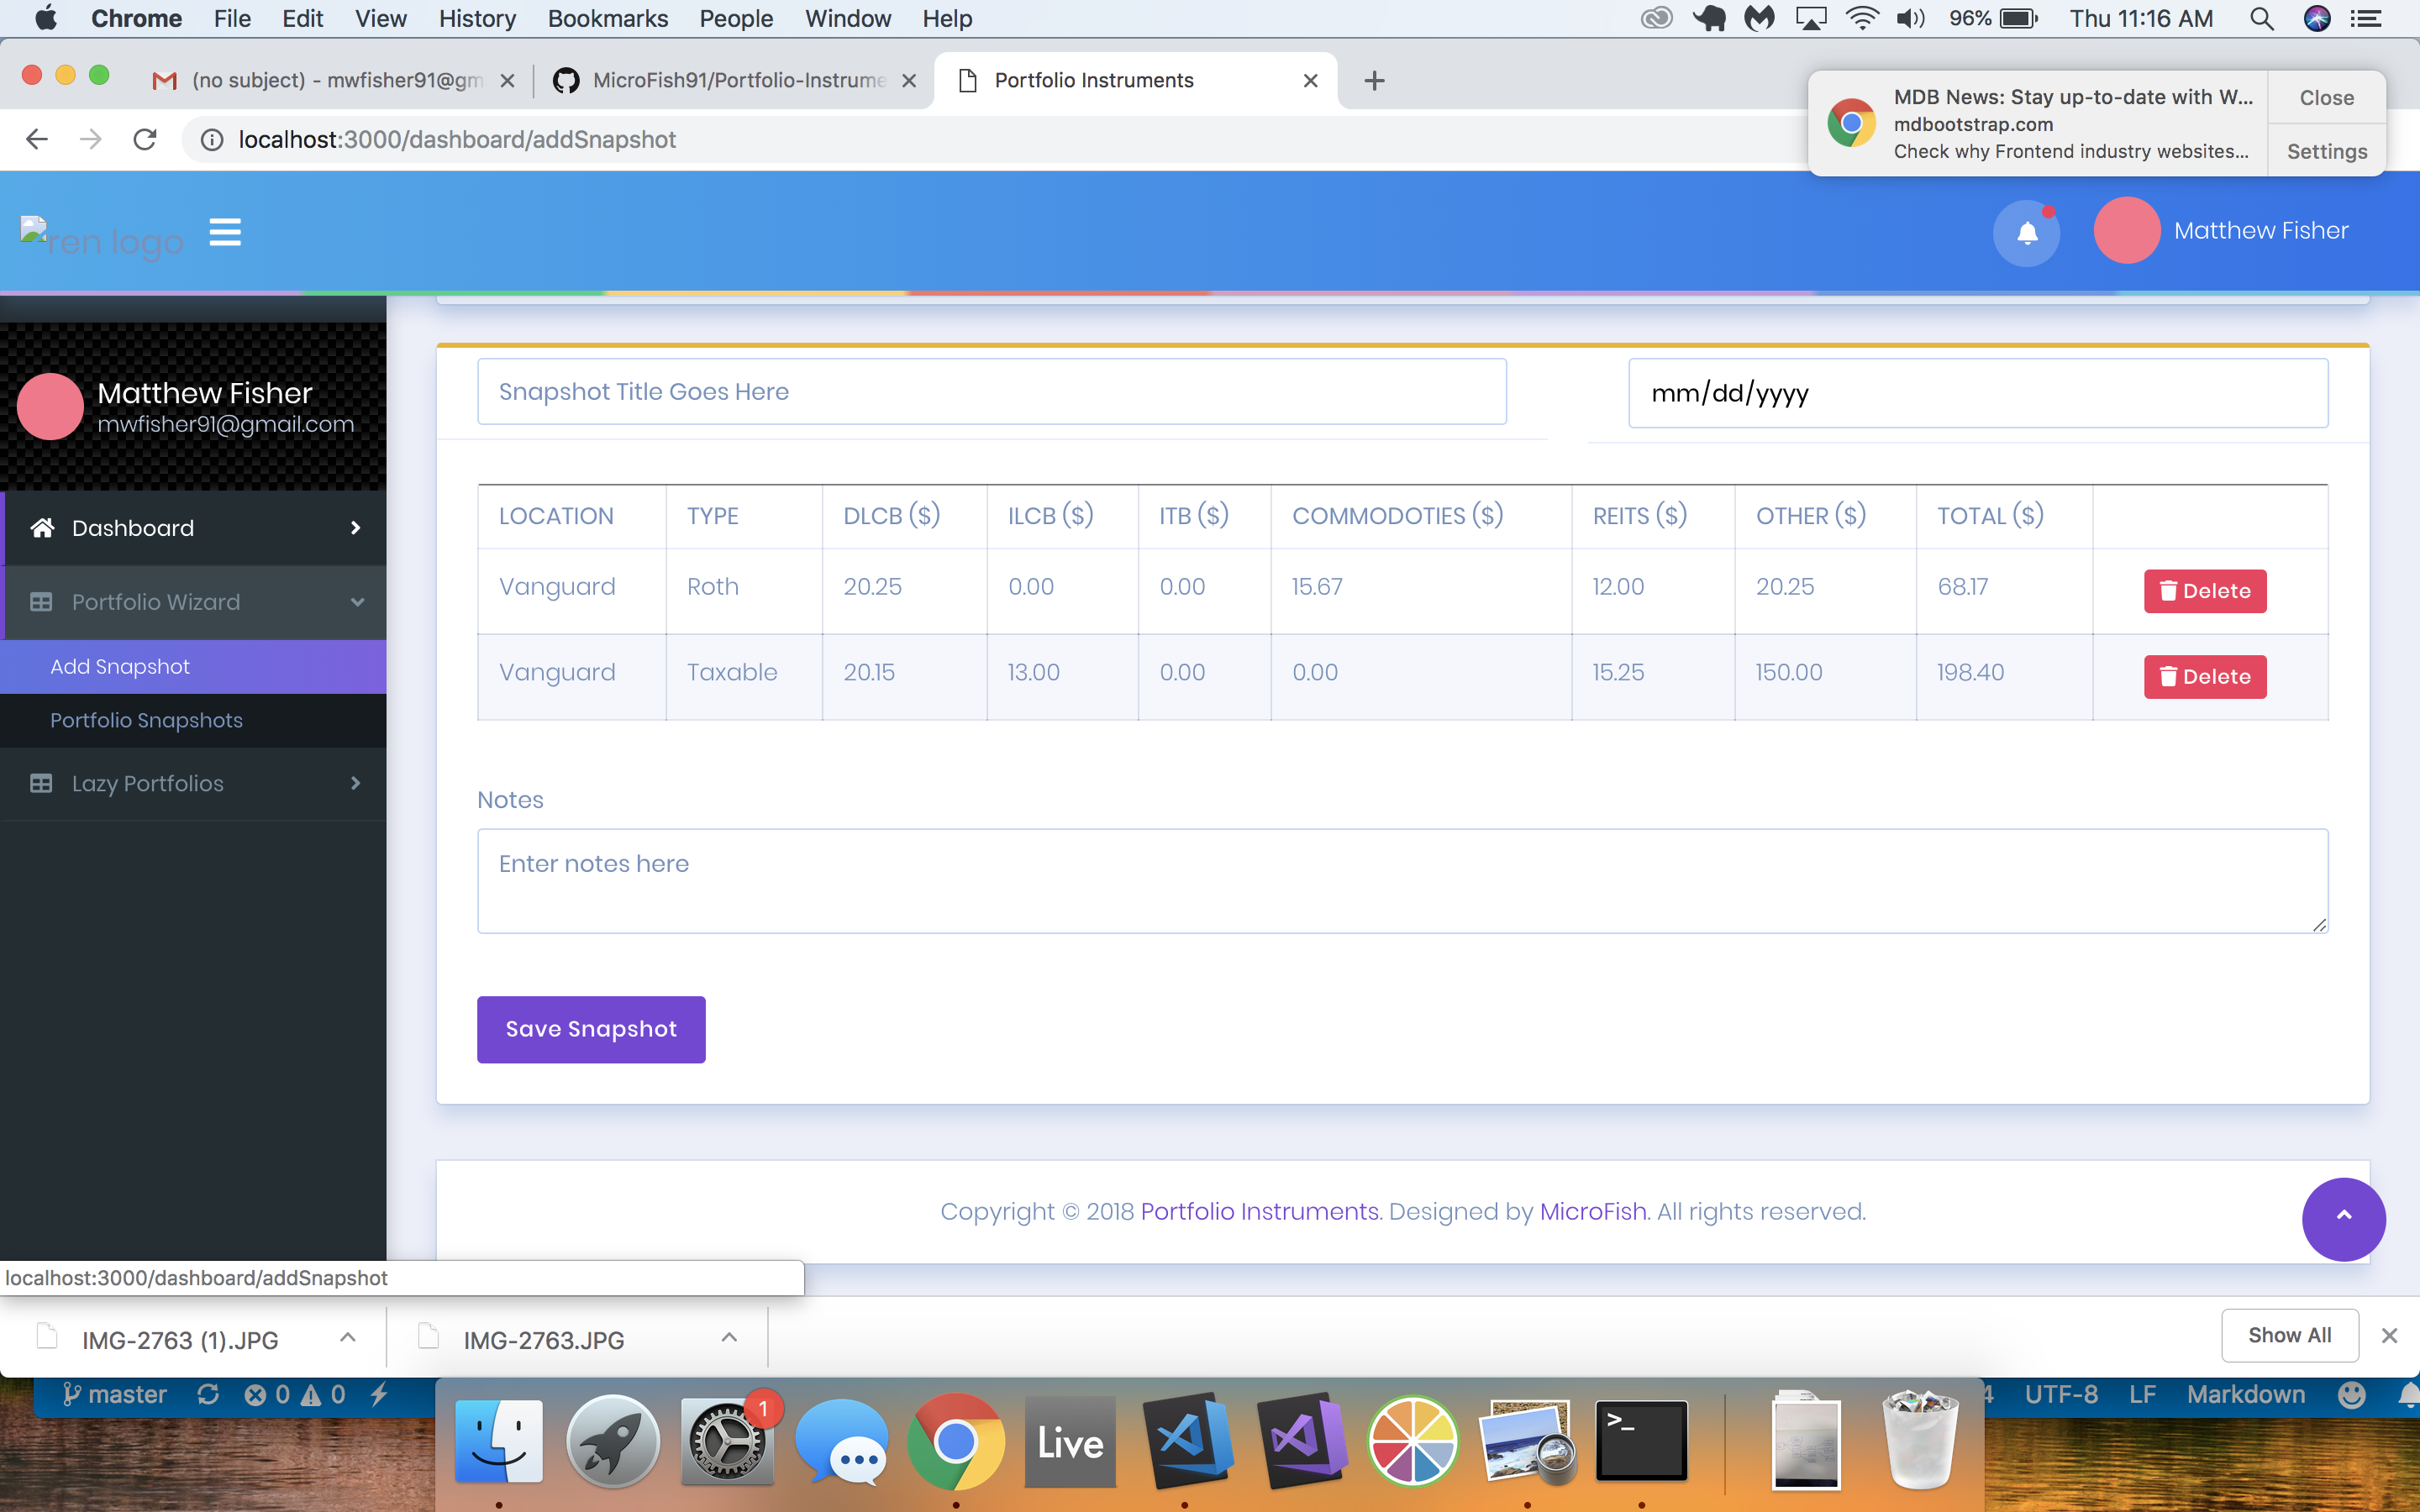 Chrome File Edit View History Bookmarks People Window Help 96% Thu 11:16 AM
(no subject) - mwfisher91@gm
MicroFish91/Portfolio-Instrume
Portfolio Instruments
localhost:3000/dashboard/addSnapshot
MDB News: Stay up-to-date with W...
mdbootstrap.com
Check why Frontend industry websites...
Close
Settings
ren logo
Matthew Fisher
Matthew Fisher
mwfisher91@gmail.com
Dashboard
Portfolio Wizard
Add Snapshot
Portfolio Snapshots
Lazy Portfolios
Snapshot Title Goes Here
mm/dd/yyyy
LOCATION TYPE DLCB ($) ILCB ($) ITB ($) COMMODOTIES ($) REITS ($) OTHER ($) TOTAL ($)
Vanguard Roth 20.25 0.00 0.00 15.67 12.00 20.25 68.17 Delete
Vanguard Taxable 20.15 13.00 0.00 0.00 15.25 150.00 198.40 Delete
Notes
Enter notes here
Save Snapshot
Copyright © 2018 Portfolio Instruments. Designed by MicroFish. All rights reserved.
localhost:3000/dashboard/addSnapshot
IMG-2763 (1).JPG
IMG-2763.JPG
Show All
master 0 0
4 UTF-8 LF Markdown
1
Live
>_